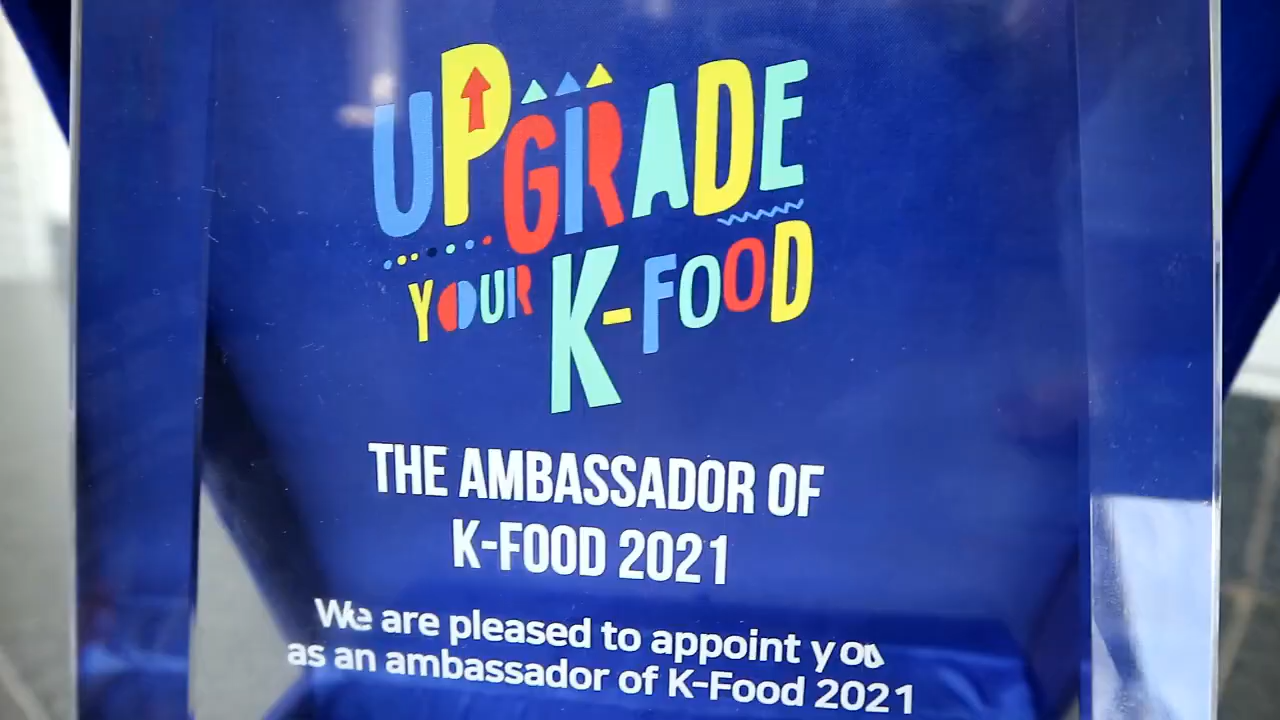 UPGRADE
YOUR K-FOOD
THE AMBASSADOR OF
K-FOOD 2021
We are pleased to appoint you
as an ambassador of K-Food 2021